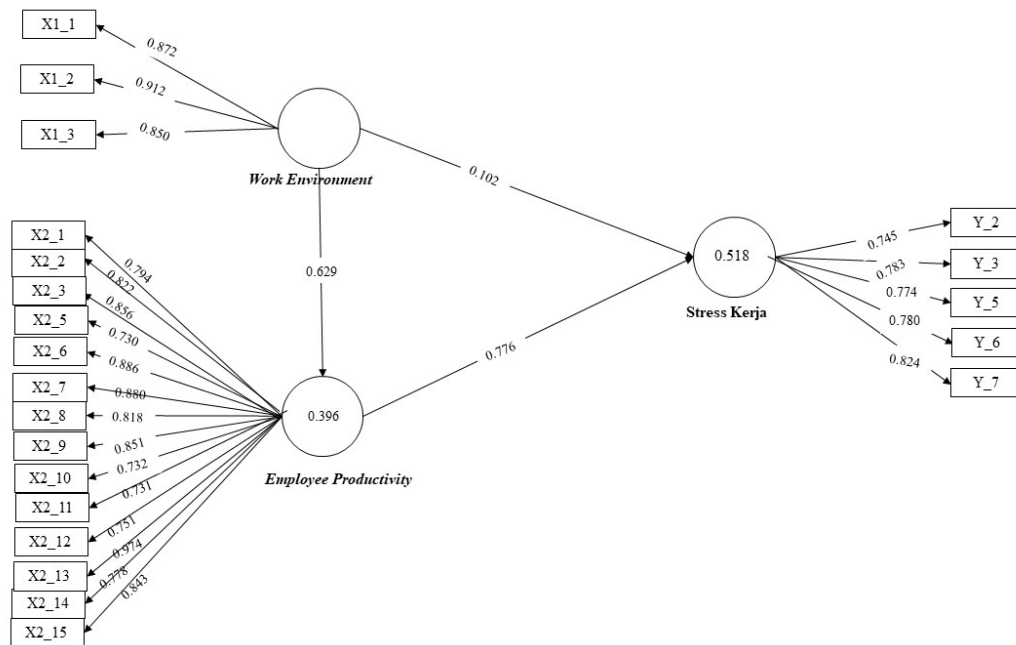 X1_1
0.872
X1_2
0.912
X1_3
0.850
Work Environment
0.102
0.629
X2_1
0.794
X2_2
0.822
X2_3
0.856
X2_5
0.730
X2_6
0.886
X2_7
0.880
X2_8
0.818
X2_9
0.851
X2_10
0.732
X2_11
0.731
X2_12
0.751
X2_13
0.974
X2_14
0.778
X2_15
0.843
0.396
Employee Productivity
0.776
0.518
Stress Kerja
Y_2
0.745
Y_3
0.783
Y_5
0.774
Y_6
0.780
Y_7
0.824